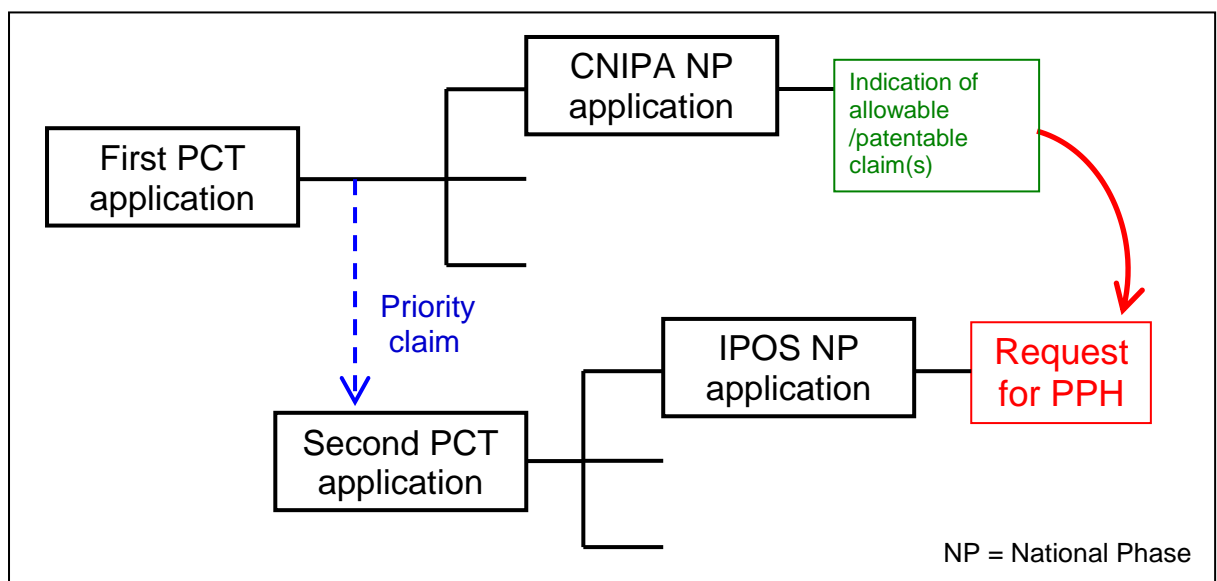 CNIPA NP
application
Indication of
allowable
/patentable
claim(s)
First PCT
application
Priority
claim
IPOS NP
application
Request
for PPH
Second PCT
application
NP = National Phase